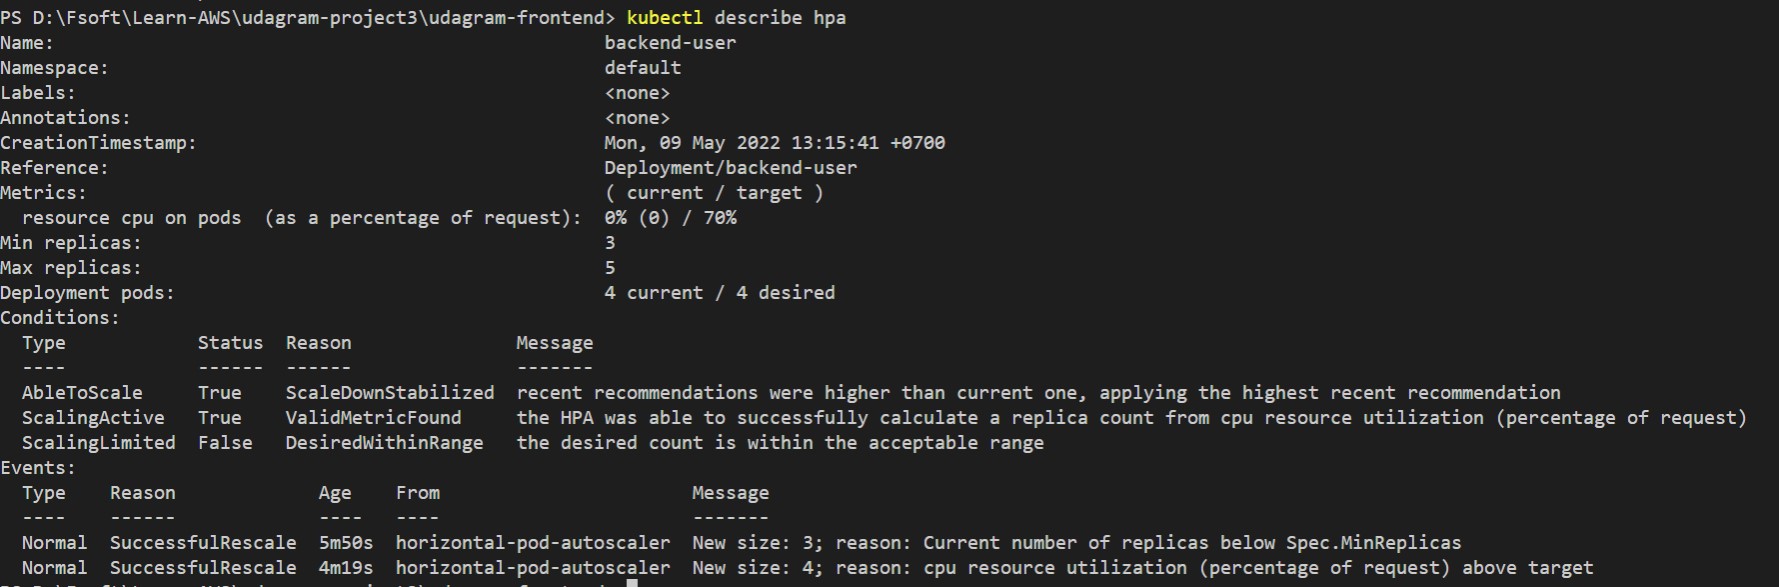 PS D:\Fsoft\Learn-AWS\udagram-project3\udagram-frontend> kubectl describe hpa
Name: backend-user
Namespace: default
Labels: <none>
Annotations: <none>
CreationTimestamp: Mon, 09 May 2022 13:15:41 +0700
Reference: Deployment/backend-user
Metrics: ( current / target )
resource cpu on pods (as a percentage of request): 0% (0) / 70%
Min replicas: 3
Max replicas: 5
Deployment pods: 4 current / 4 desired
Conditions:
Type Status Reason Message
---- ------ ------ -------
AbleToScale True ScaleDownStabilized recent recommendations were higher than current one, applying the highest recent recommendation
ScalingActive True ValidMetricFound the HPA was able to successfully calculate a replica count from cpu resource utilization (percentage of request)
ScalingLimited False DesiredWithinRange the desired count is within the acceptable range
Events:
Type Reason Age From Message
---- ------ ---- ---- -------
Normal SuccessfulRescale 5m50s horizontal-pod-autoscaler New size: 3; reason: Current number of replicas below Spec.MinReplicas
Normal SuccessfulRescale 4m19s horizontal-pod-autoscaler New size: 4; reason: cpu resource utilization (percentage of request) above target